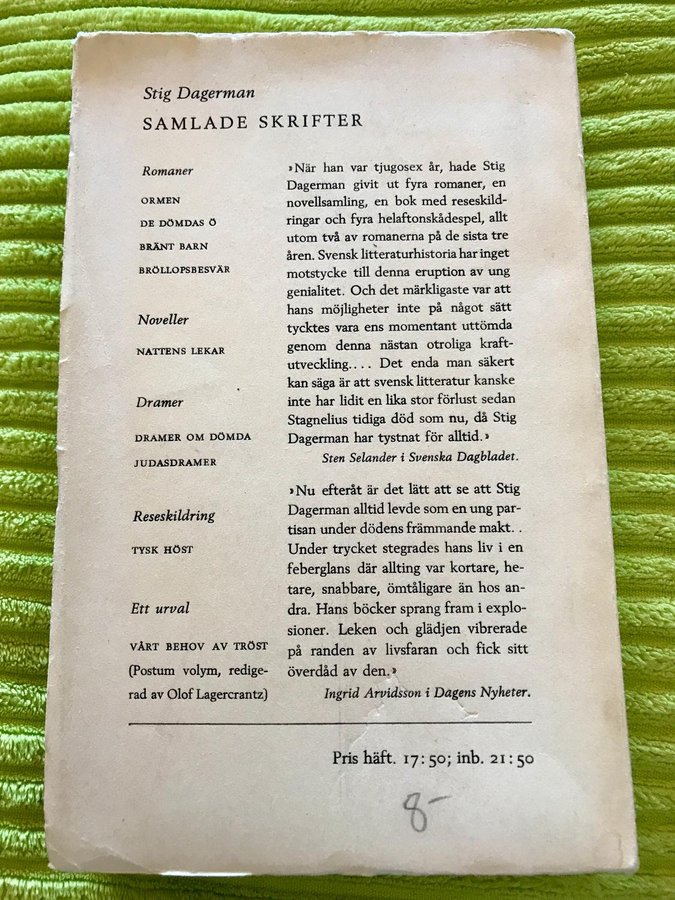 Stig Dagerman
SAMLADE SKRIFTER
Romaner
ORMEN
DE DÖMDAS Ö
BRÄNT BARN
BRÖLLOPSBESVÄR
Noveller
NATTENS LEKAR
Dramer
DRAMER OM DÖMDA
JUDASDRAMER
Reseskildring
TYSK HÖST
Ett urval
VÅRT BEHOV AV TRÖST
(Postum volym, redige-
rad av Olof Lagercrantz)
»När han var tjugosex år, hade Stig
Dagerman givit ut fyra romaner, en
novellsamling, en bok med reseskild-
ringar och fyra helaftonskådespel, allt
utom två av romanerna på de sista tre
åren. Svensk litteraturhistoria har inget
motstycke till denna eruption av ung
genialitet. Och det märkligaste var att
hans möjligheter inte på något sätt
tycktes vara ens momentant uttömda
genom denna nästan otroliga kraft-
utveckling.... Det enda man säkert
kan säga är att svensk litteratur kanske
inte har lidit en lika stor förlust sedan
Stagnelius tidiga död som nu, då Stig
Dagerman har tystnat för alltid.»
Sten Selander i Svenska Dagbladet.
»Nu efteråt är det lätt att se att Stig
Dagerman alltid levde som en ung par-
tisan under dödens främmande makt. .
Under trycket stegrades hans liv i en
feberglans där allting var kortare, he-
tare, snabbare, ömtåligare än hos an-
dra. Hans böcker sprang fram i explo-
sioner. Leken och glädjen vibrerade
på randen av livsfaran och fick sitt
överdåd av den.»
Ingrid Arvidsson i Dagens Nyheter.
Pris häft. 17:50; inb. 21:50
8-